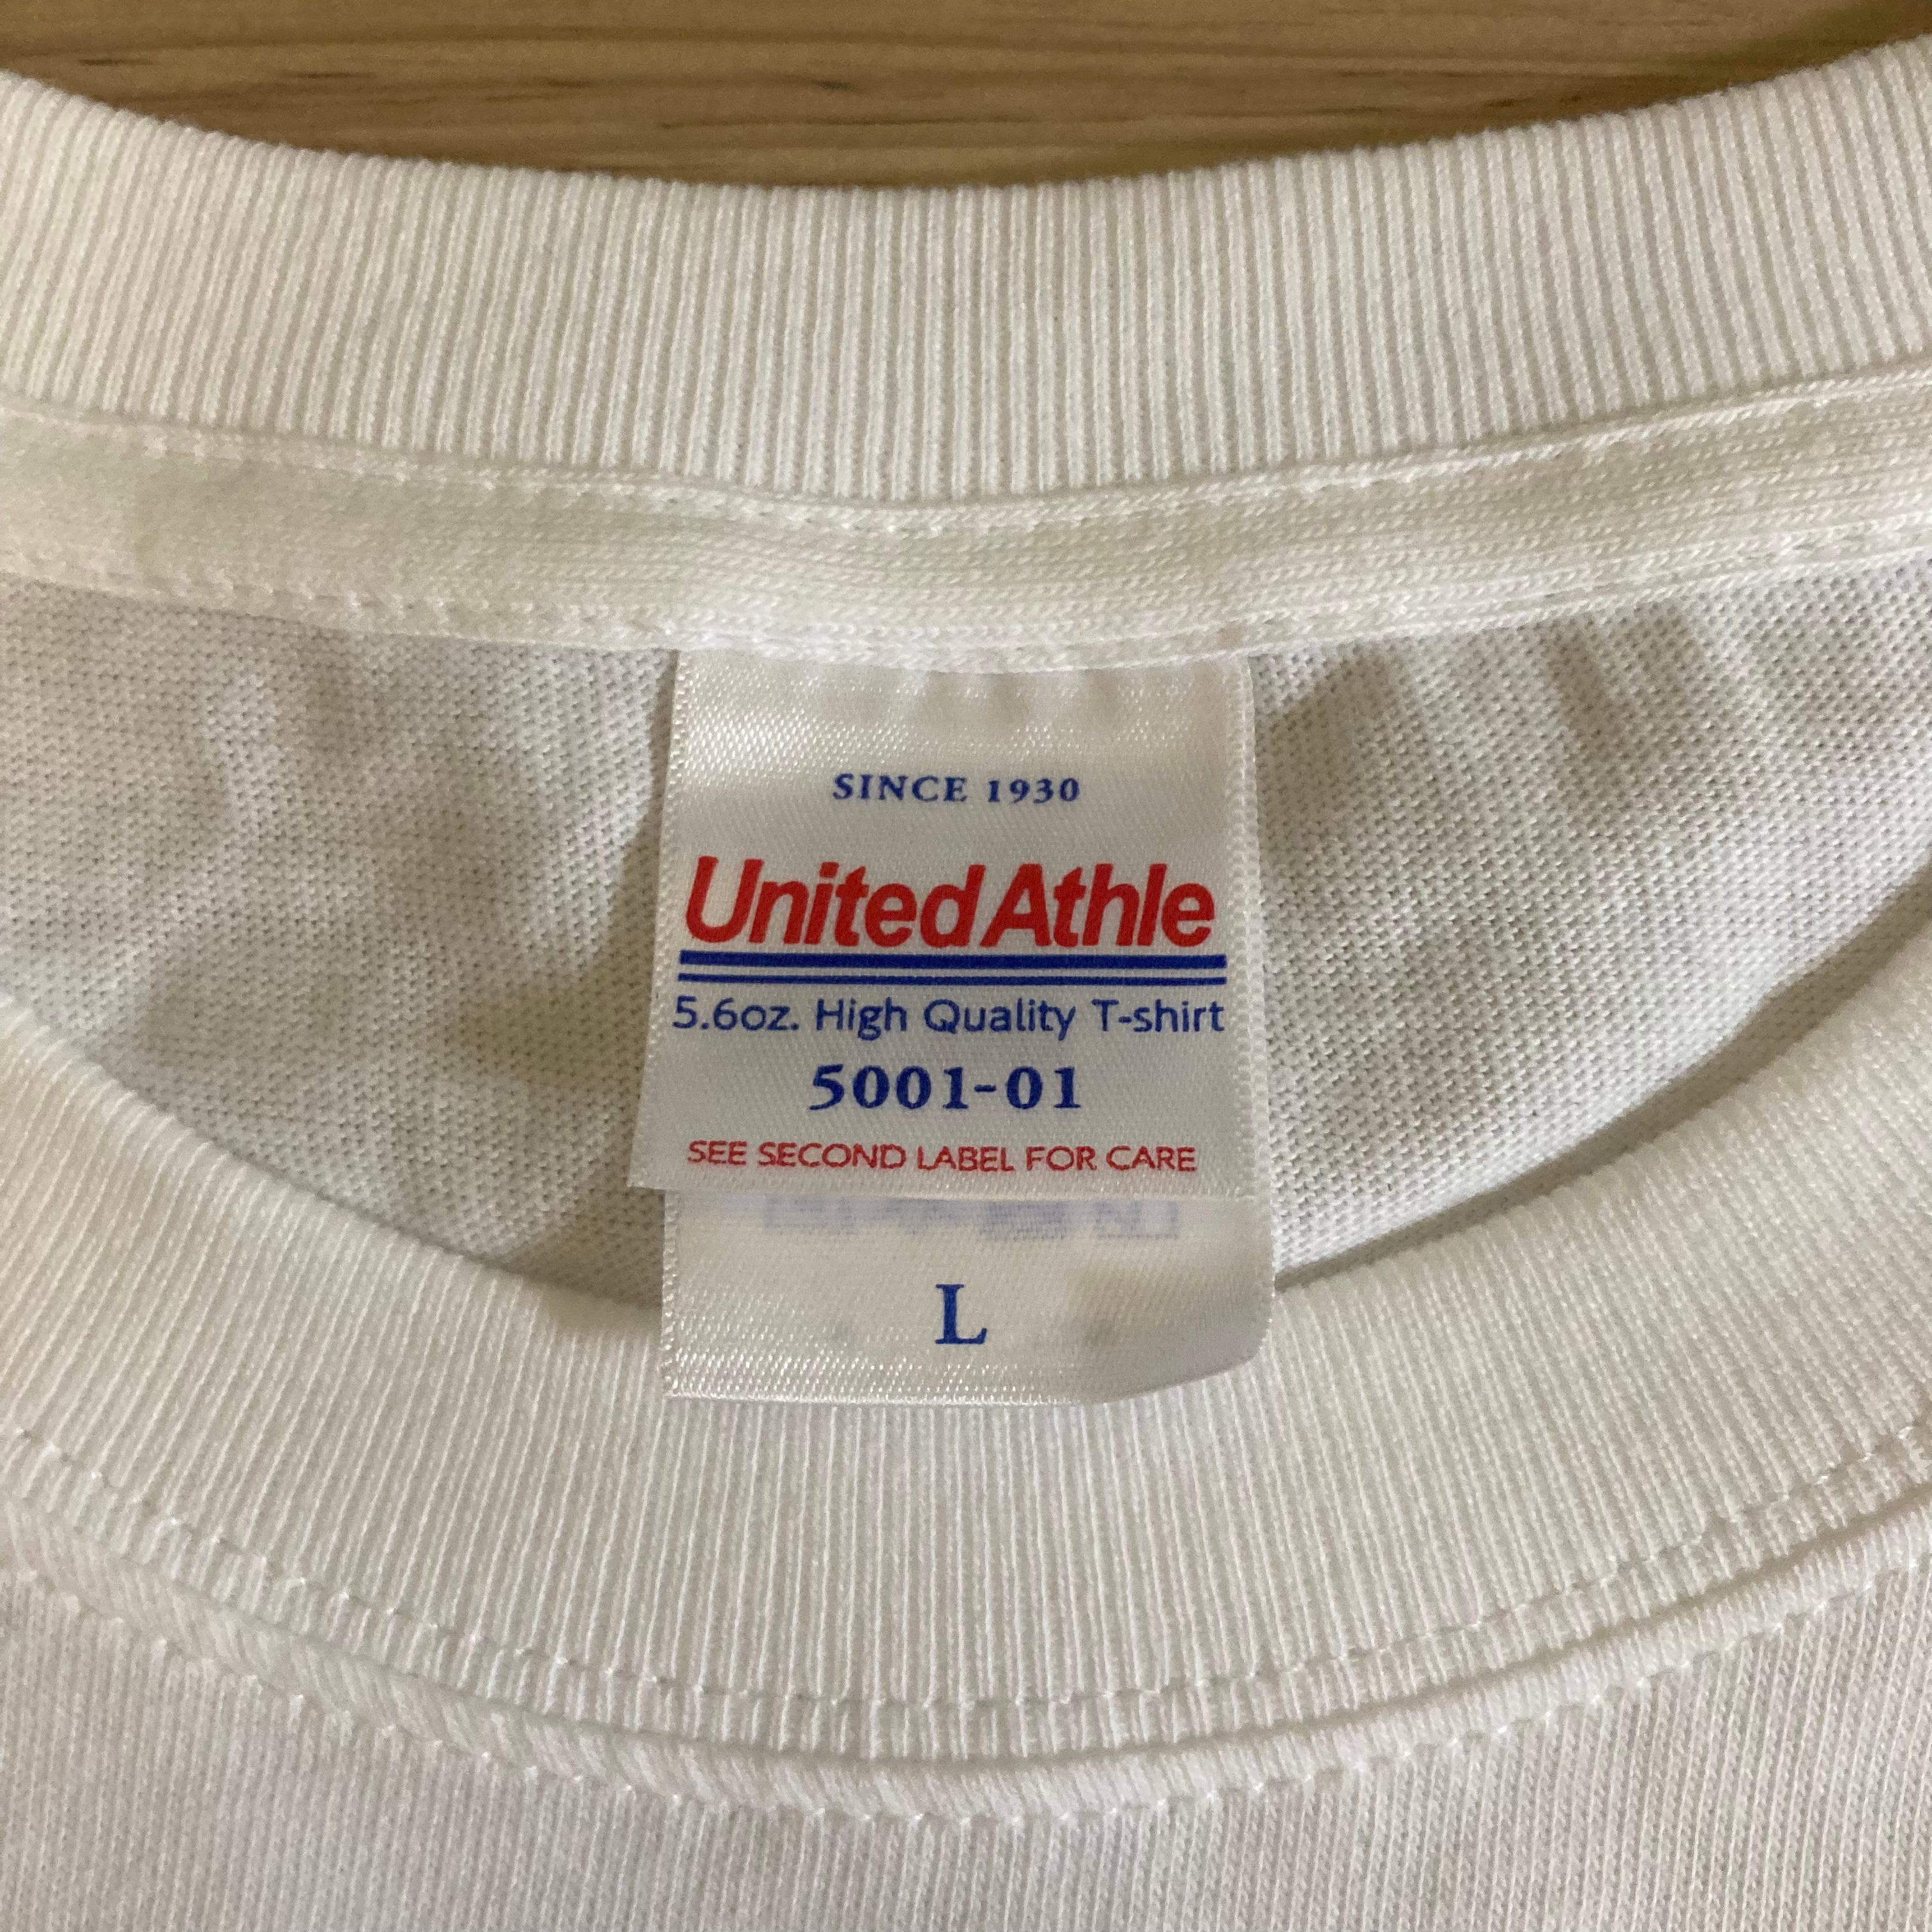 SINCE 1930
United Athle
5.6oz. High Quality T-shirt
5001-01
SEE SECOND LABEL FOR CARE
L